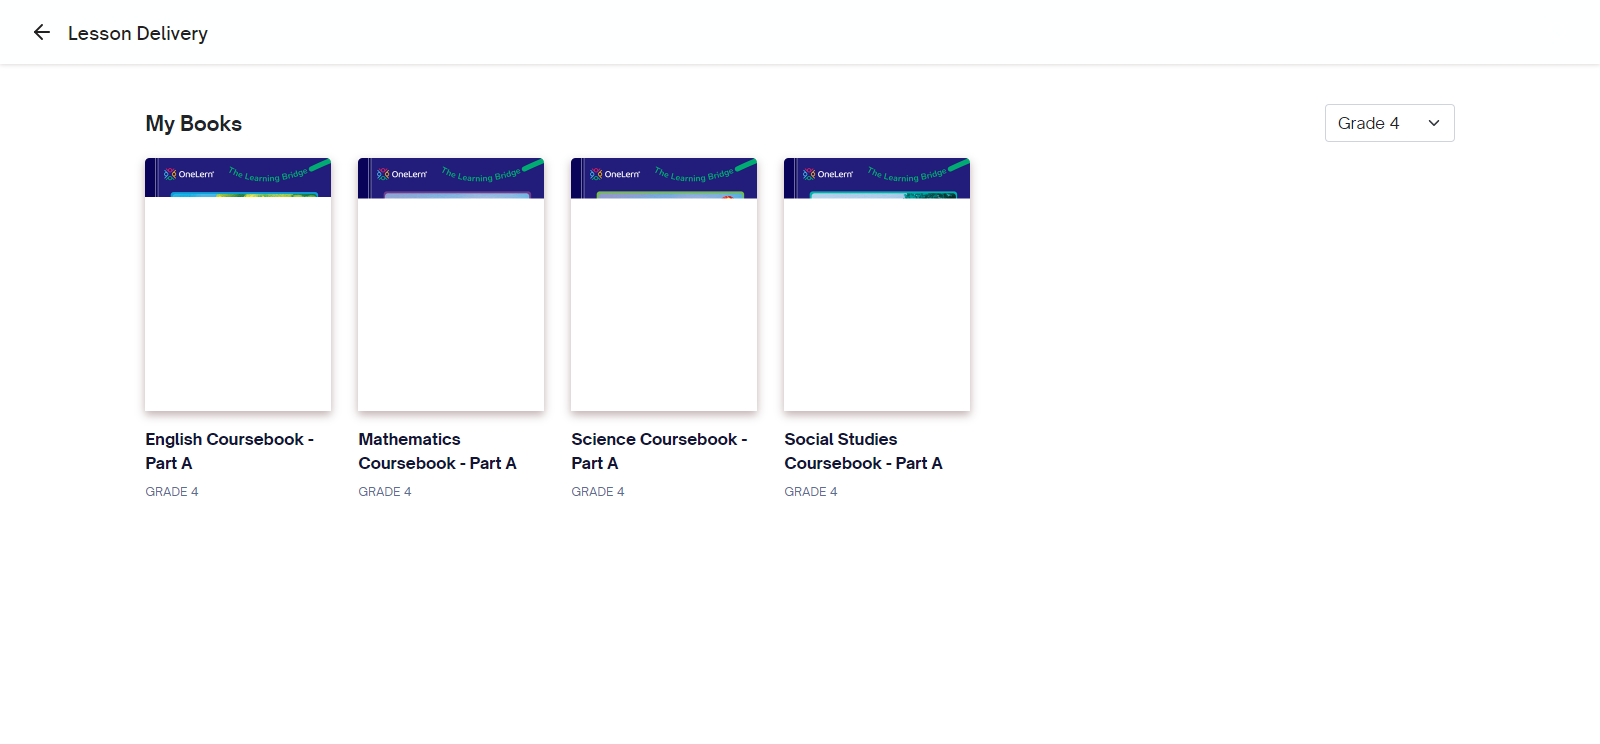 Lesson Delivery
My Books
Grade 4
OneLern
The Learning Bridge
OneLern
The Learning Bridge
OneLern
The Learning Bridge
OneLern
The Learning Bridge
English Coursebook -
Part A
GRADE 4
Mathematics
Coursebook - Part A
GRADE 4
Science Coursebook -
Part A
GRADE 4
Social Studies
Coursebook - Part A
GRADE 4